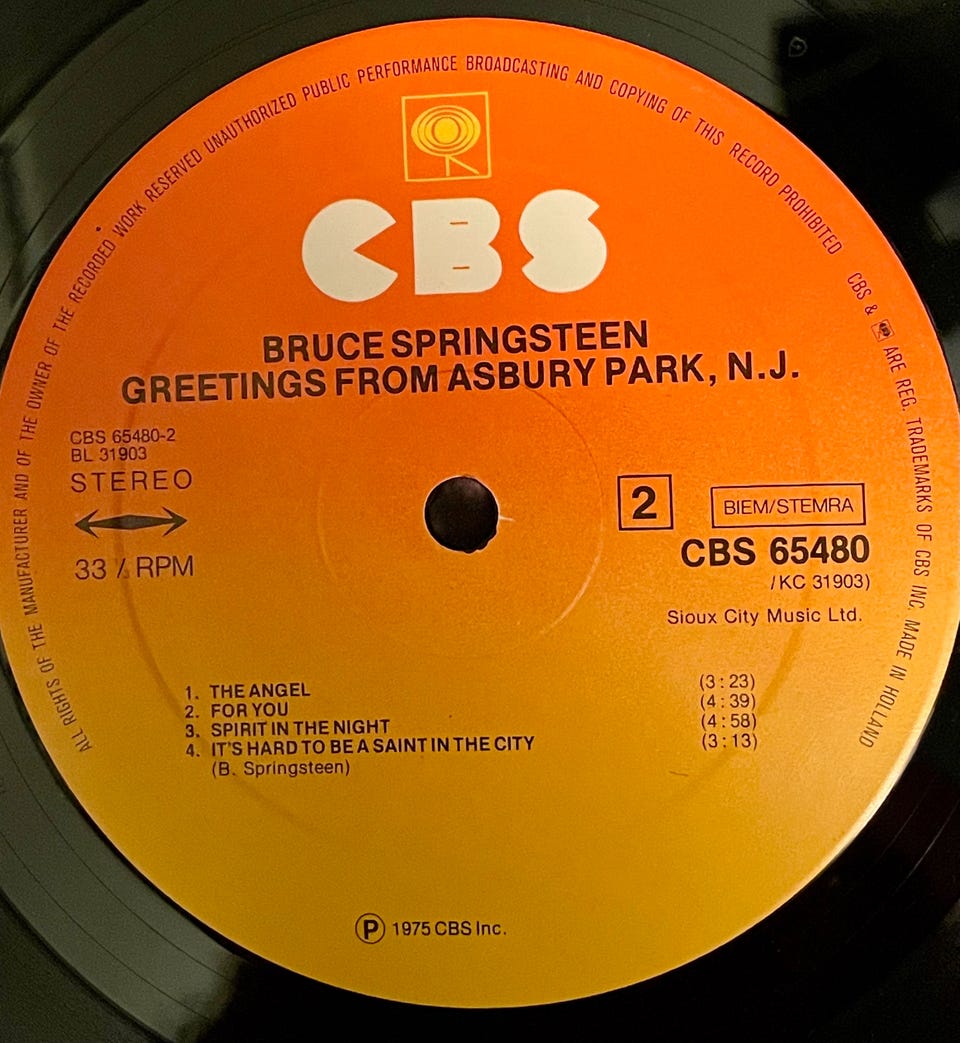 ALL RIGHTS OF THE MANUFACTURER AND OF THE OWNER OF THE RECORDED WORK RESERVED UNAUTHORIZED PUBLIC PERFORMANCE BROADCASTING AND COPYING OF THIS RECORD PROHIBITED CBS & ARE REG. TRADEMARKS OF CBS INC. MADE IN HOLLAND
CBS
BRUCE SPRINGSTEEN
GREETINGS FROM ASBURY PARK, N.J.
CBS 65480-2
BL 31903
STEREO
33 ⅓ RPM
2
BIEM/STEMRA
CBS 65480
/KC 31903)
Sioux City Music Ltd.
1. THE ANGEL (3:23)
2. FOR YOU (4:39)
3. SPIRIT IN THE NIGHT (4:58)
4. IT'S HARD TO BE A SAINT IN THE CITY (3:13)
(B. Springsteen)
Ⓟ 1975 CBS Inc.